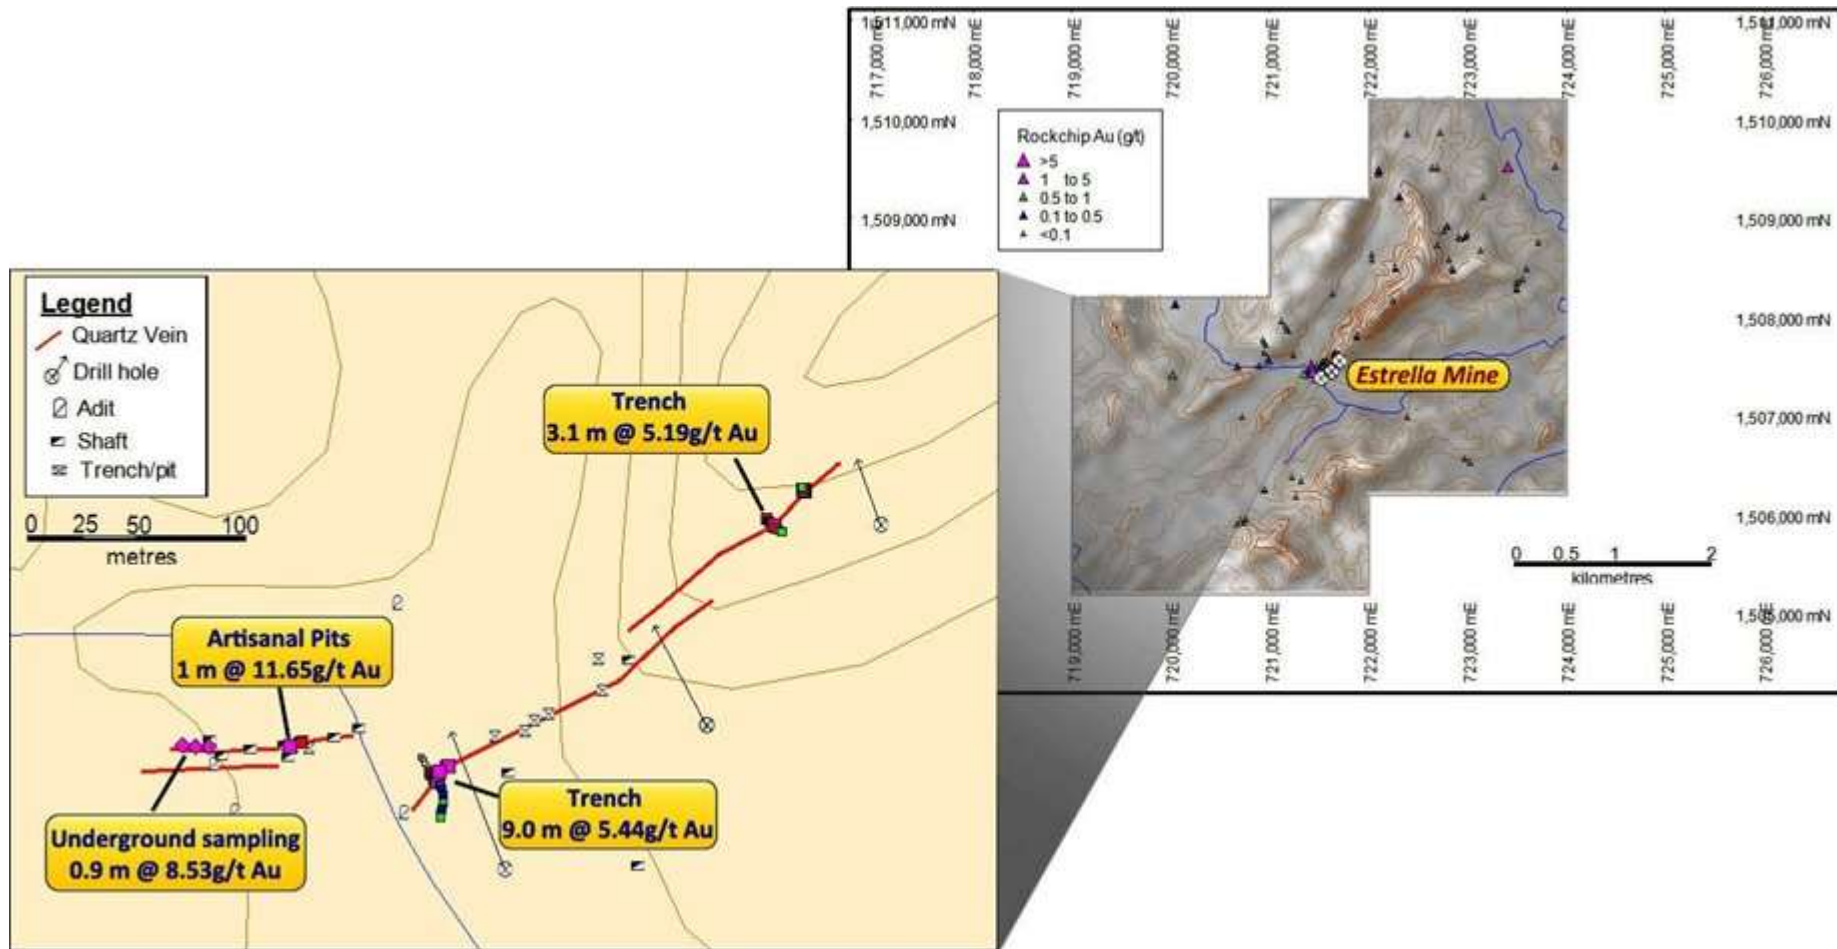 1,511,000 mN
1,511,000 mN
717,000 mE
718,000 mE
719,000 mE
720,000 mE
721,000 mE
722,000 mE
723,000 mE
724,000 mE
725,000 mE
726,000 mE
1,510,000 mN
1,510,000 mN
Rockchip Au (g/t)
>5
1 to 5
0.5 to 1
0.1 to 0.5
<0.1
1,509,000 mN
1,509,000 mN
1,508,000 mN
Estrella Mine
1,507,000 mN
1,506,000 mN
0 0.5 1 2
kilometres
1,505,000 mN
719,000 mE
720,000 mE
721,000 mE
722,000 mE
723,000 mE
724,000 mE
725,000 mE
726,000 mE
Legend
Quartz Vein
Drill hole
Adit
Shaft
Trench/pit
0 25 50 100
metres
Trench
3.1 m @ 5.19g/t Au
Artisanal Pits
1 m @ 11.65g/t Au
Trench
9.0 m @ 5.44g/t Au
Underground sampling
0.9 m @ 8.53g/t Au